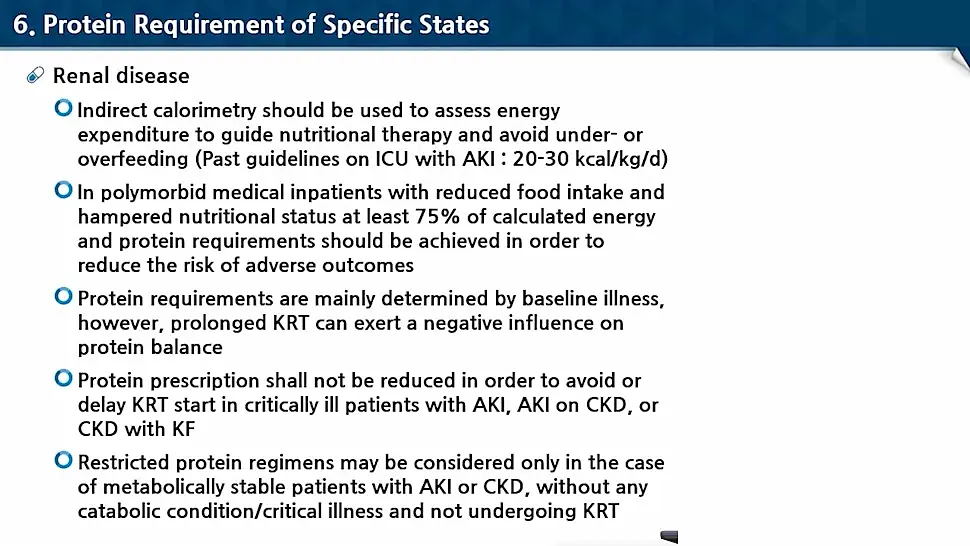 6. Protein Requirement of Specific States
Renal disease
Indirect calorimetry should be used to assess energy
expenditure to guide nutritional therapy and avoid under- or
overfeeding (Past guidelines on ICU with AKI : 20-30 kcal/kg/d)
In polymorbid medical inpatients with reduced food intake and
hampered nutritional status at least 75% of calculated energy
and protein requirements should be achieved in order to
reduce the risk of adverse outcomes
Protein requirements are mainly determined by baseline illness,
however, prolonged KRT can exert a negative influence on
protein balance
Protein prescription shall not be reduced in order to avoid or
delay KRT start in critically ill patients with AKI, AKI on CKD, or
CKD with KF
Restricted protein regimens may be considered only in the case
of metabolically stable patients with AKI or CKD, without any
catabolic condition/critical illness and not undergoing KRT